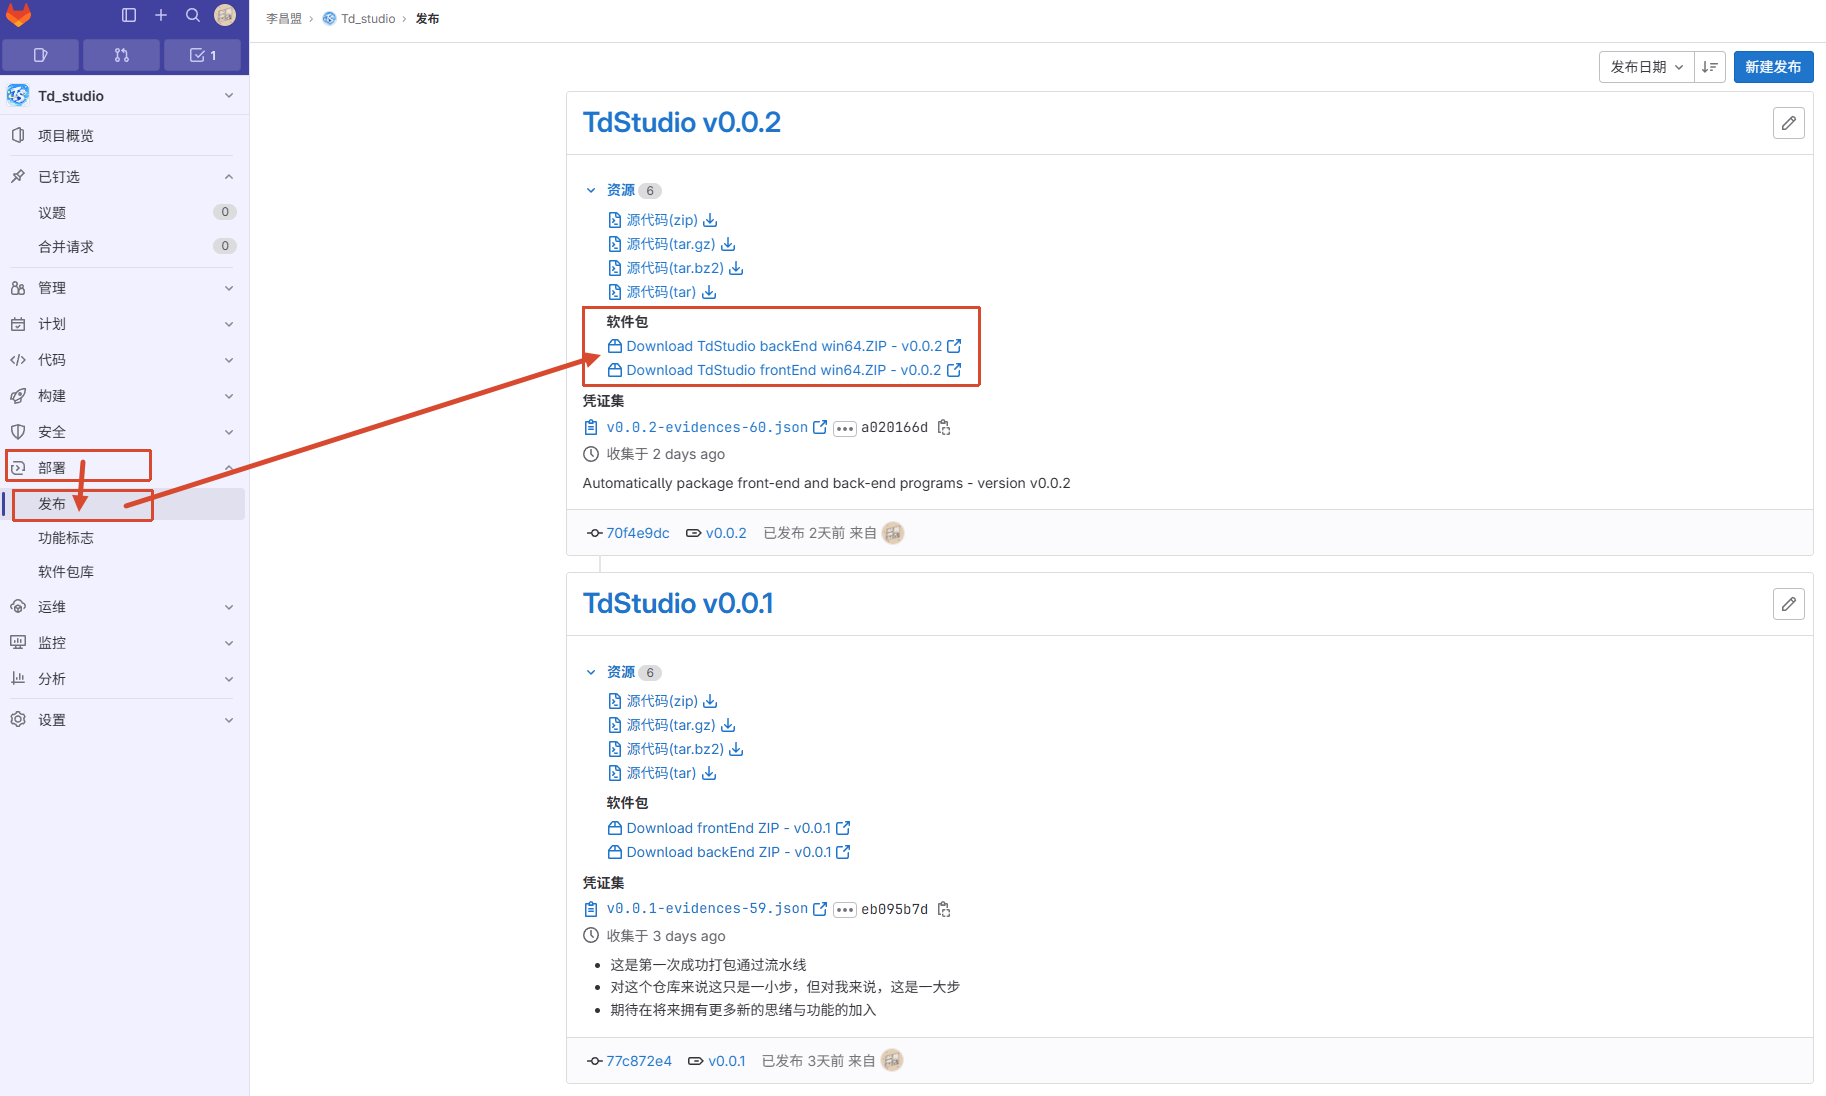 李昌盟 › Td_studio › 发布
1
Td_studio
项目概览
已钉选
议题 0
合并请求 0
管理
计划
代码
构建
安全
部署
发布
功能标志
软件包库
运维
监控
分析
设置
发布日期
新建发布
TdStudio v0.0.2
资源 6
源代码(zip)
源代码(tar.gz)
源代码(tar.bz2)
源代码(tar)
软件包
Download TdStudio backEnd win64.ZIP - v0.0.2
Download TdStudio frontEnd win64.ZIP - v0.0.2
凭证集
v0.0.2-evidences-60.json ••• a020166d
收集于 2 days ago
Automatically package front-end and back-end programs - version v0.0.2
70f4e9dc v0.0.2 已发布 2天前 来自
TdStudio v0.0.1
资源 6
源代码(zip)
源代码(tar.gz)
源代码(tar.bz2)
源代码(tar)
软件包
Download frontEnd ZIP - v0.0.1
Download backEnd ZIP - v0.0.1
凭证集
v0.0.1-evidences-59.json ••• eb095b7d
收集于 3 days ago
• 这是第一次成功打包通过流水线
• 对这个仓库来说这只是一小步，但对我来说，这是一大步
• 期待在将来拥有更多新的思绪与功能的加入
77c872e4 v0.0.1 已发布 3天前 来自